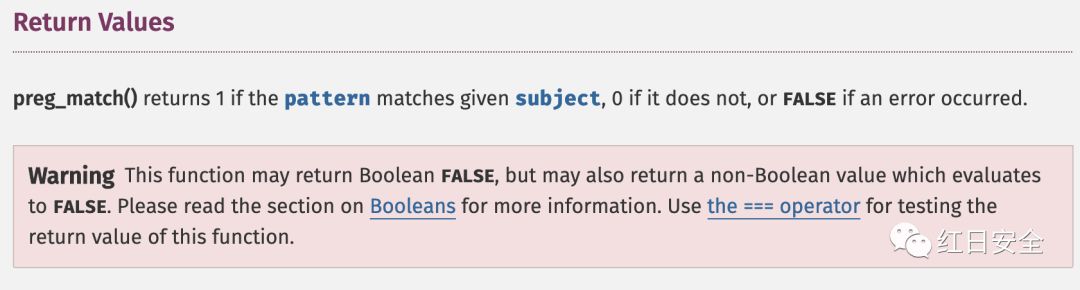 Return Values
preg_match() returns 1 if the pattern matches given subject, 0 if it does not, or FALSE if an error occurred.
Warning This function may return Boolean FALSE, but may also return a non-Boolean value which evaluates
to FALSE. Please read the section on Booleans for more information. Use the === operator for testing the
return value of this function.
红日安全